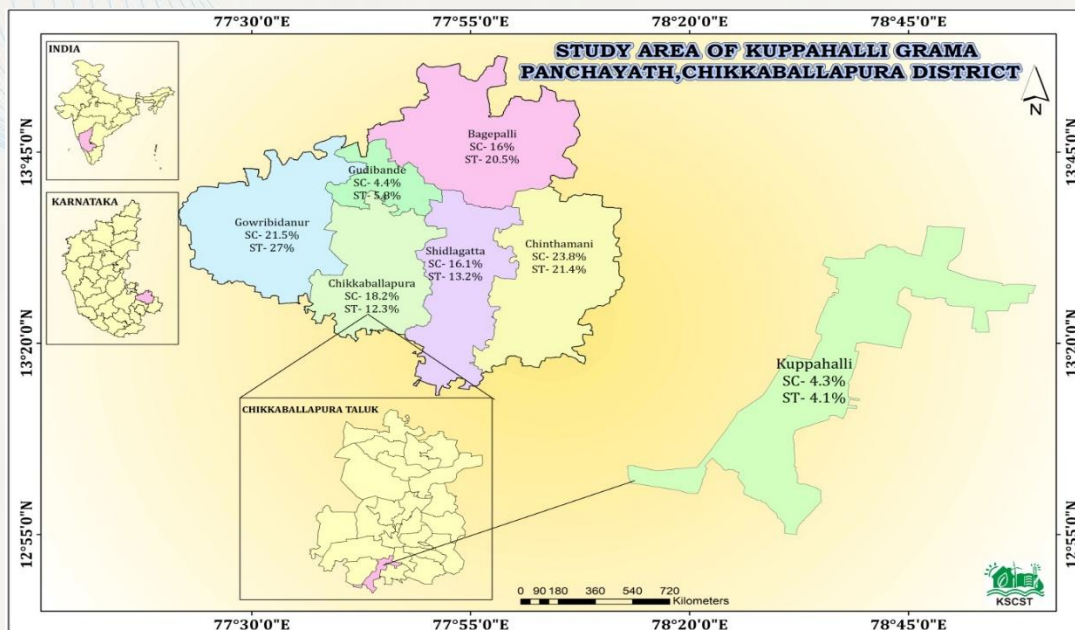 77°30'0"E 77°55'0"E 78°20'0"E 78°45'0"E
STUDY AREA OF KUPPAHALLI GRAMA
PANCHAYATH,CHIKKABALLAPURA DISTRICT
INDIA
N
13°45'0"N
13°45'0"N
Bagepalli
SC- 16%
ST- 20.5%
Gudibande
SC- 4.4%
ST- 5.8%
KARNATAKA
Gowribidanur
SC- 21.5%
ST- 27%
Shidlagatta
SC- 16.1%
ST- 13.2%
Chinthamani
SC- 23.8%
ST- 21.4%
Chikkaballapura
SC- 18.2%
ST- 12.3%
13°20'0"N
13°20'0"N
Kuppahalli
SC- 4.3%
ST- 4.1%
CHIKKABALLAPURA TALUK
12°55'0"N
12°55'0"N
0 90 180 360 540 720
Kilometers
KSCST
77°30'0"E 77°55'0"E 78°20'0"E 78°45'0"E